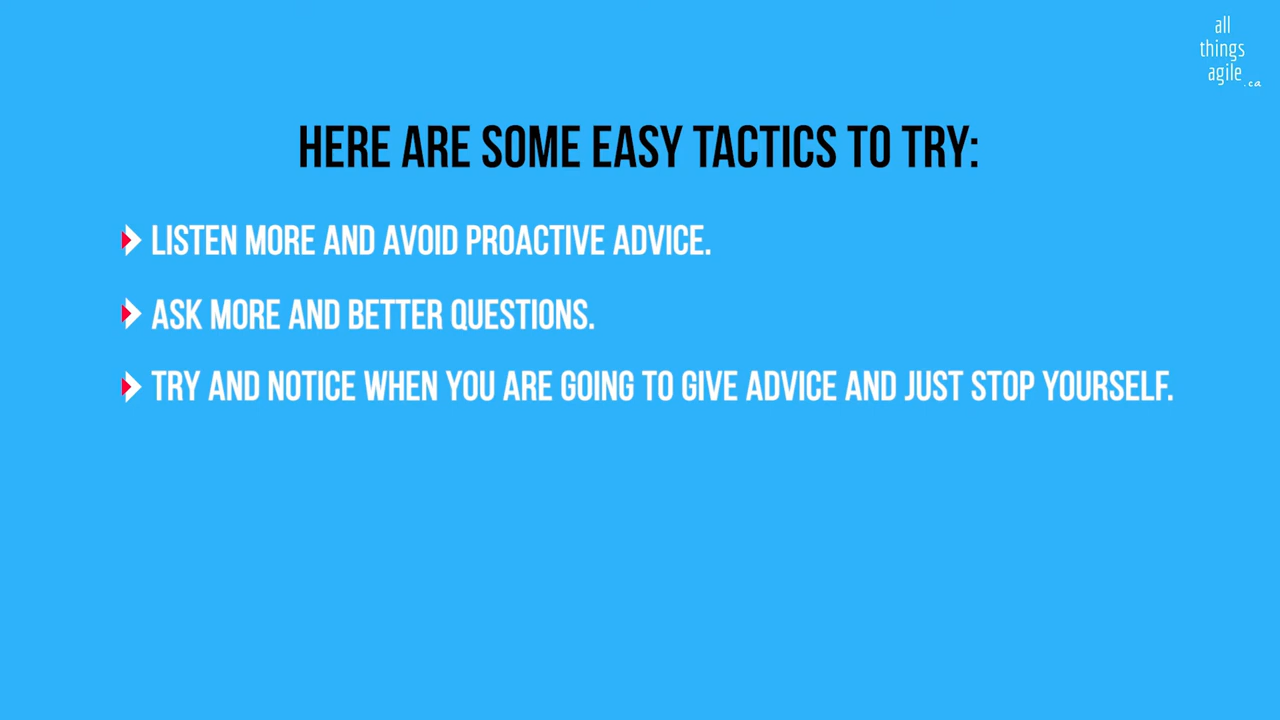 all
things
agile.ca
HERE ARE SOME EASY TACTICS TO TRY:
LISTEN MORE AND AVOID PROACTIVE ADVICE.
ASK MORE AND BETTER QUESTIONS.
TRY AND NOTICE WHEN YOU ARE GOING TO GIVE ADVICE AND JUST STOP YOURSELF.